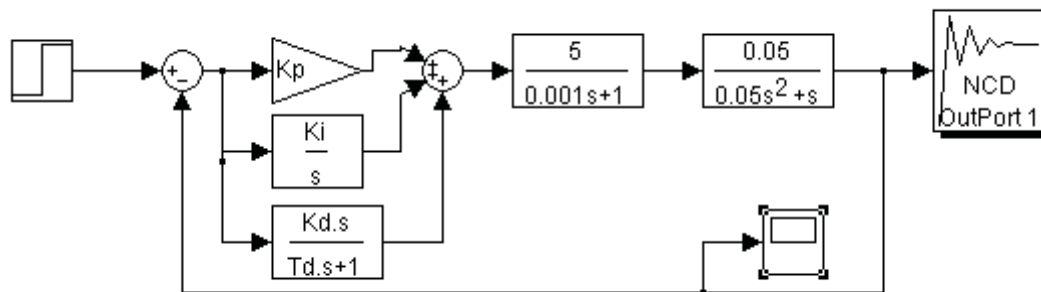 +
-
Kp
+
+
+
5
0.001s+1
0.05
0.05s²+s
NCD
OutPort 1
Ki
s
Kd.s
Td.s+1